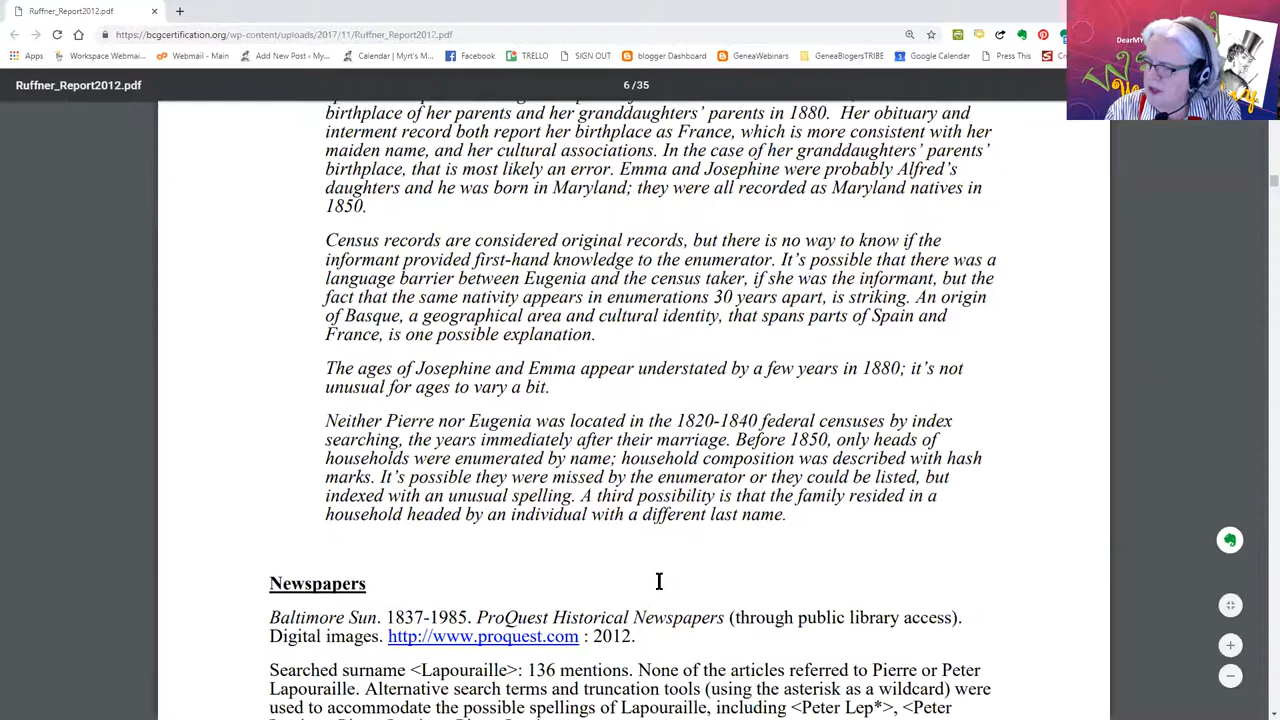 Ruffner_Report2012.pdf
https://bcgcertification.org/wp-content/uploads/2017/11/Ruffner_Report2012.pdf
Apps Workspace Webmail... Webmail - Main Add New Post - My... Calendar | Myrt's M... Facebook TRELLO SIGN OUT blogger Dashboard GeneaWebinars GeneaBlogersTRIBE Google Calendar Press This Pinterest
DearMY
Ruffner_Report2012.pdf 6 / 35
birthplace of her parents and her granddaughters' parents in 1880. Her obituary and
interment record both report her birthplace as France, which is more consistent with her
maiden name, and her cultural associations. In the case of her granddaughters' parents'
birthplace, that is most likely an error. Emma and Josephine were probably Alfred's
daughters and he was born in Maryland; they were all recorded as Maryland natives in
1850.
Census records are considered original records, but there is no way to know if the
informant provided first-hand knowledge to the enumerator. It's possible that there was a
language barrier between Eugenia and the census taker, if she was the informant, but the
fact that the same nativity appears in enumerations 30 years apart, is striking. An origin
of Basque, a geographical area and cultural identity, that spans parts of Spain and
France, is one possible explanation.
The ages of Josephine and Emma appear understated by a few years in 1880; it's not
unusual for ages to vary a bit.
Neither Pierre nor Eugenia was located in the 1820-1840 federal censuses by index
searching, the years immediately after their marriage. Before 1850, only heads of
households were enumerated by name; household composition was described with hash
marks. It's possible they were missed by the enumerator or they could be listed, but
indexed with an unusual spelling. A third possibility is that the family resided in a
household headed by an individual with a different last name.
Newspapers
Baltimore Sun. 1837-1985. ProQuest Historical Newspapers (through public library access).
Digital images. http://www.proquest.com : 2012.
Searched surname <Lapouraille>: 136 mentions. None of the articles referred to Pierre or Peter
Lapouraille. Alternative search terms and truncation tools (using the asterisk as a wildcard) were
used to accommodate the possible spellings of Lapouraille, including <Peter Lep*>, <Peter